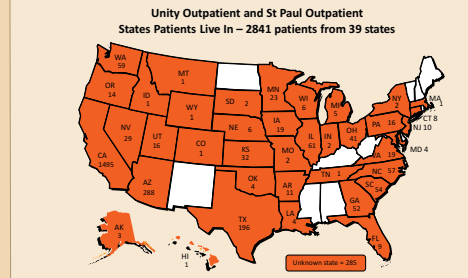 Unity Outpatient and St Paul Outpatient
States Patients Live In – 2841 patients from 39 states
WA
59
OR
14
CA
1495
NV
29
ID
1
MT
1
WY
1
UT
16
AZ
288
CO
1
SD 2
NE 6
KS
32
OK
4
TX
196
MN
23
IA
19
MO
2
AR
11
LA
4
WI
6
IL
61
MI
5
IN
2
OH
41
TN 1
GA
52
FL
9
SC
54
NC 57
VA 19
PA 16
NY
2
MA
1
CT 8
NJ 10
MD 4
AK
3
HI
1
Unknown state = 285